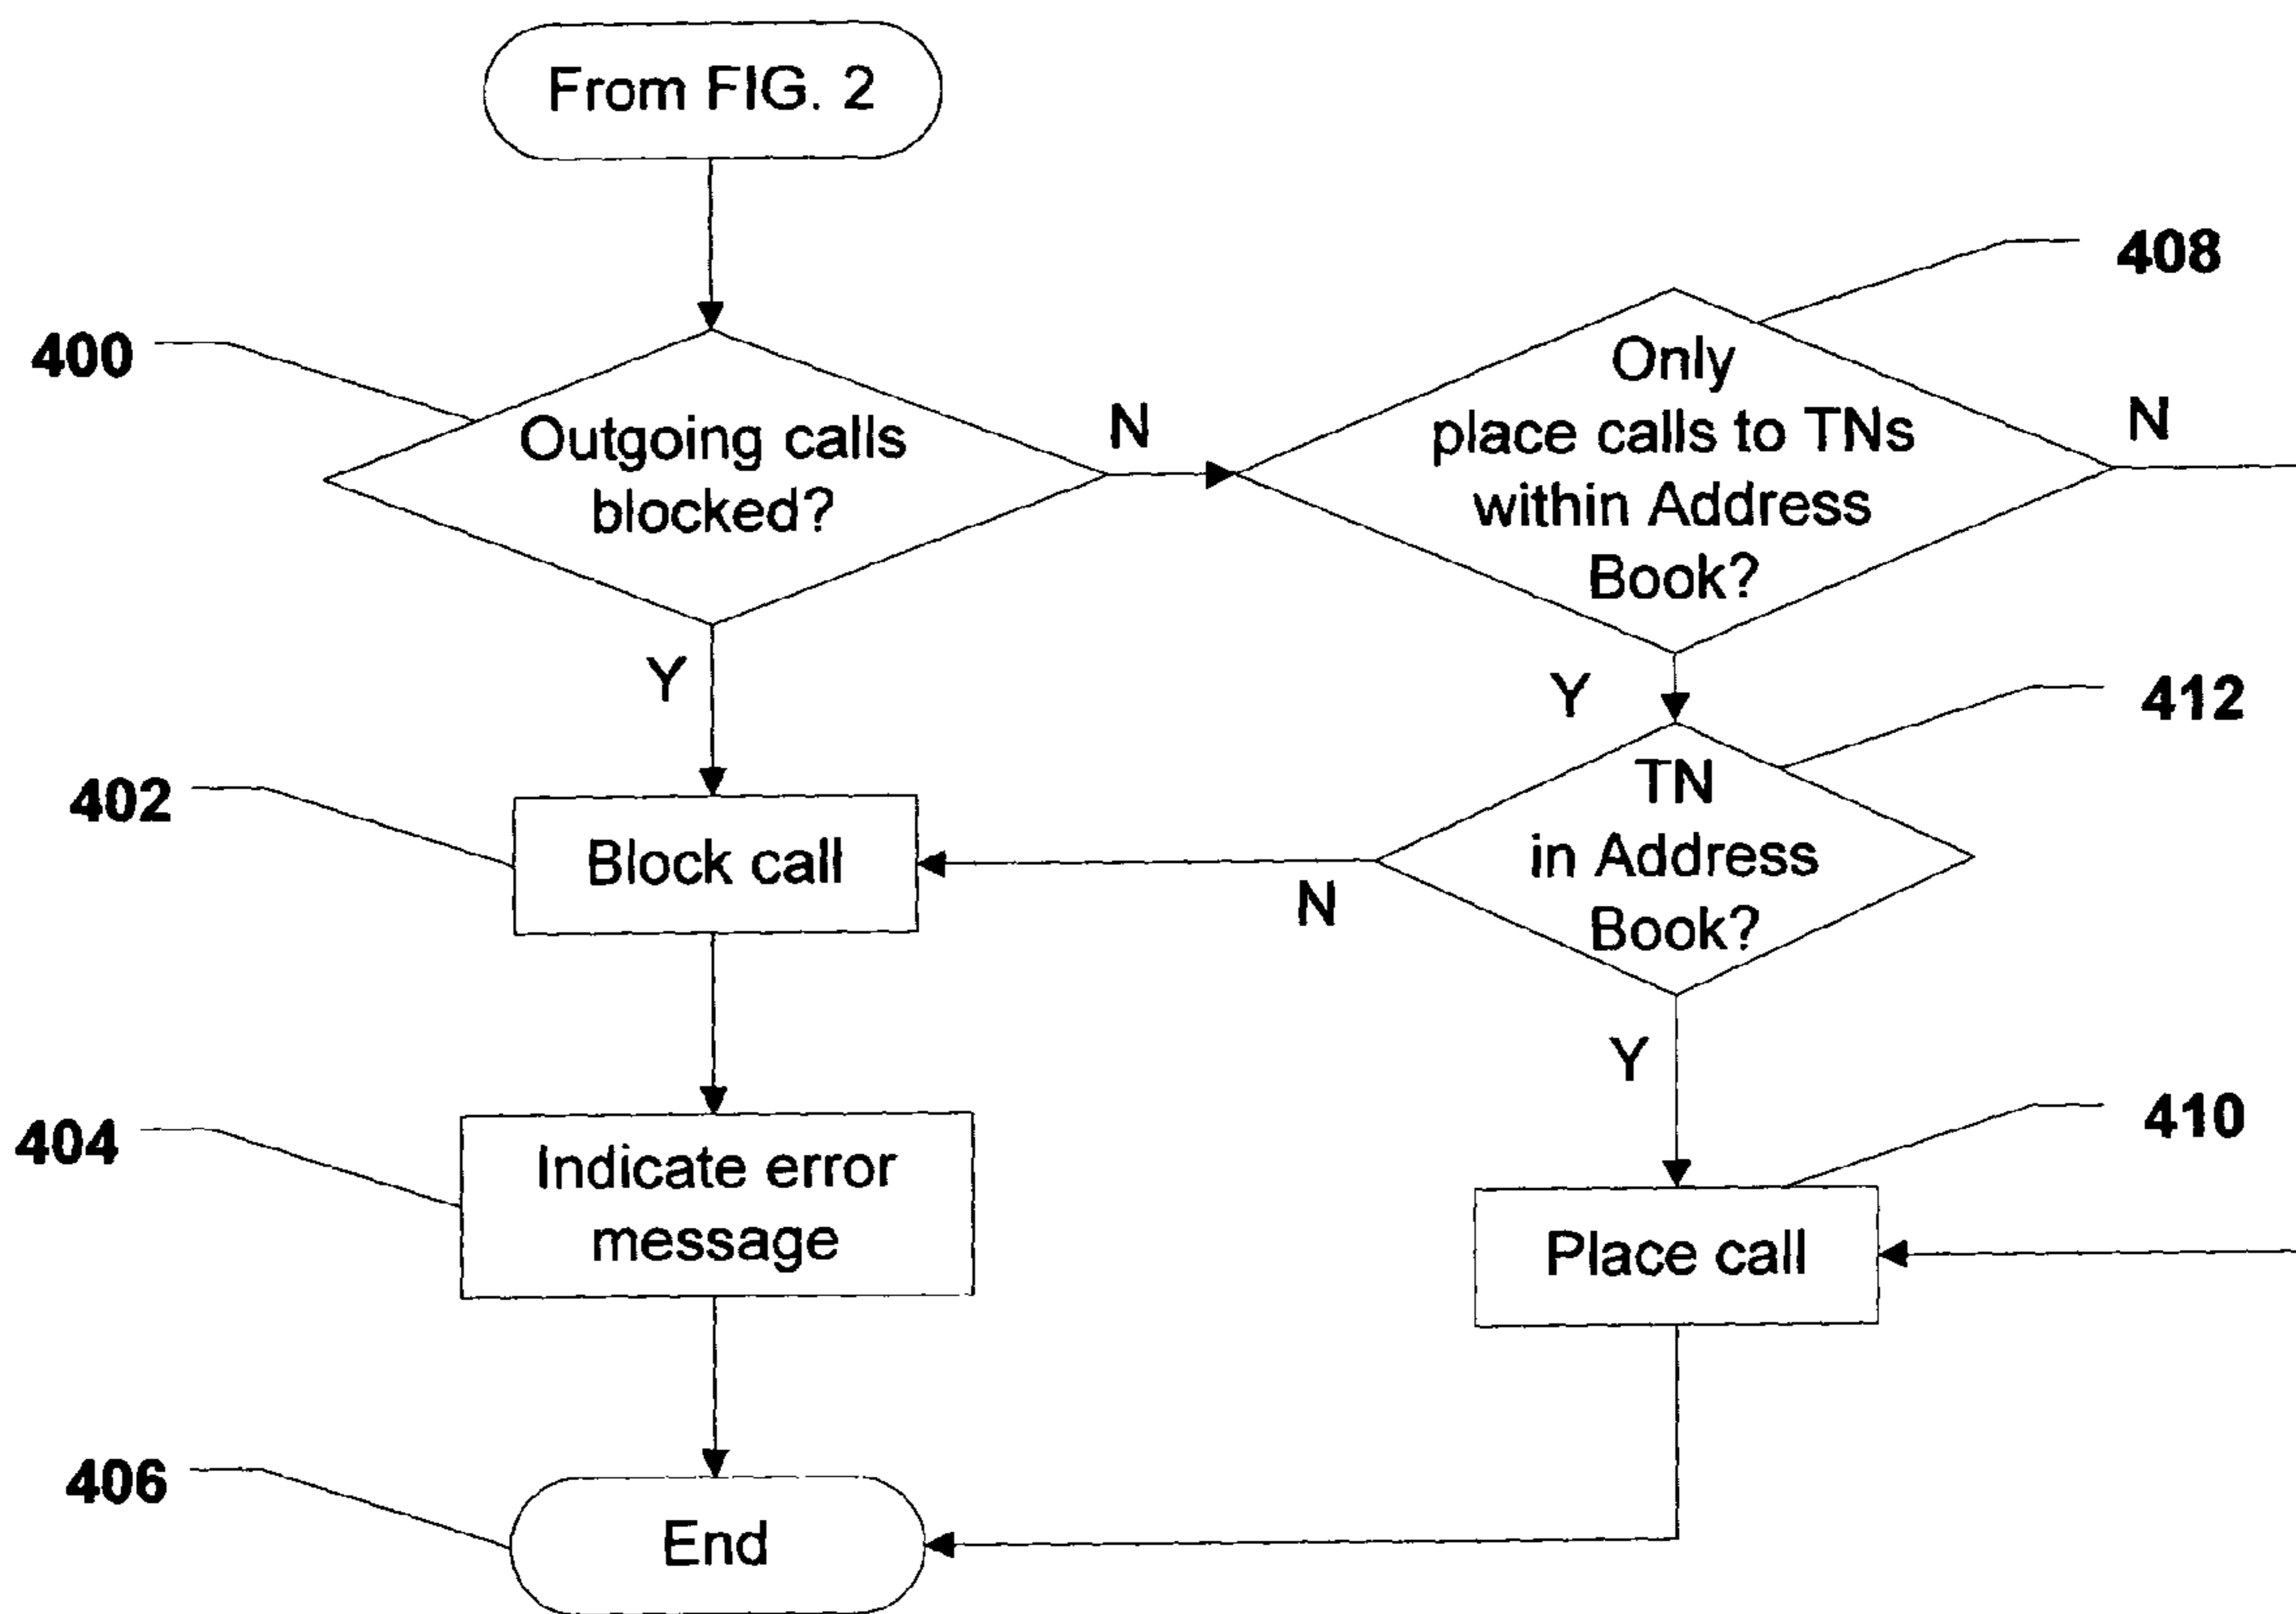 From FIG. 2
408
400
Outgoing calls
blocked?
N
Only
place calls to TNs
within Address
Book?
N
Y
Y
412
402
Block call
N
TN
in Address
Book?
Y
404
Indicate error
message
410
Place call
406
End